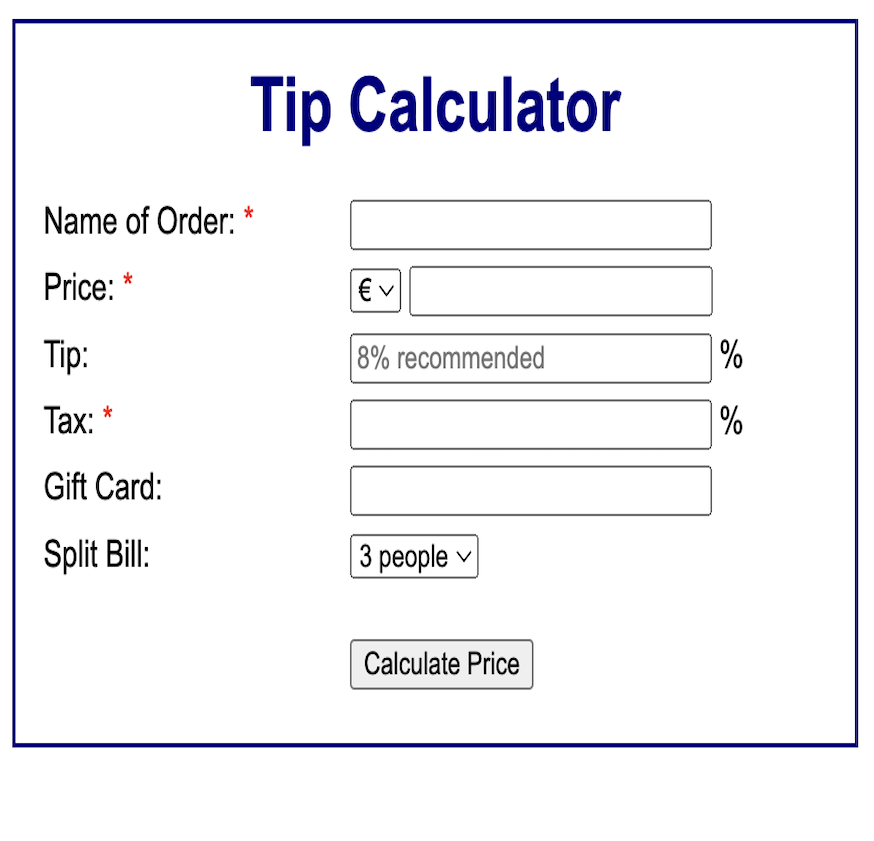 Tip Calculator
Name of Order: *
Price: * €
Tip: 8% recommended %
Tax: * %
Gift Card:
Split Bill: 3 people
Calculate Price